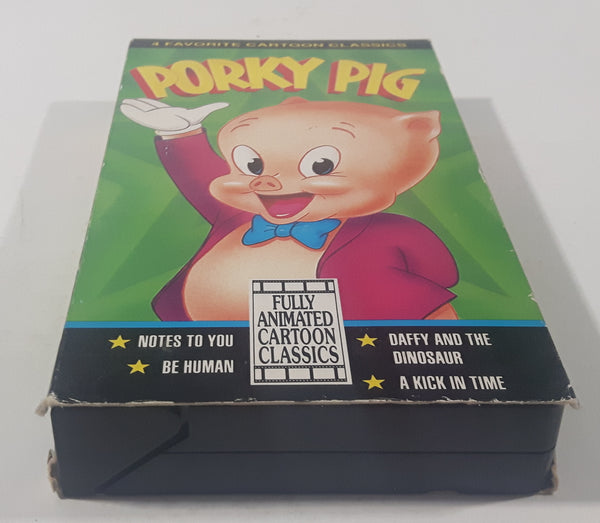 4 FAVORITE CARTOON CLASSICS
PORKY PIG
NOTES TO YOU
BE HUMAN
FULLY
ANIMATED
CARTOON
CLASSICS
DAFFY AND THE
DINOSAUR
A KICK IN TIME